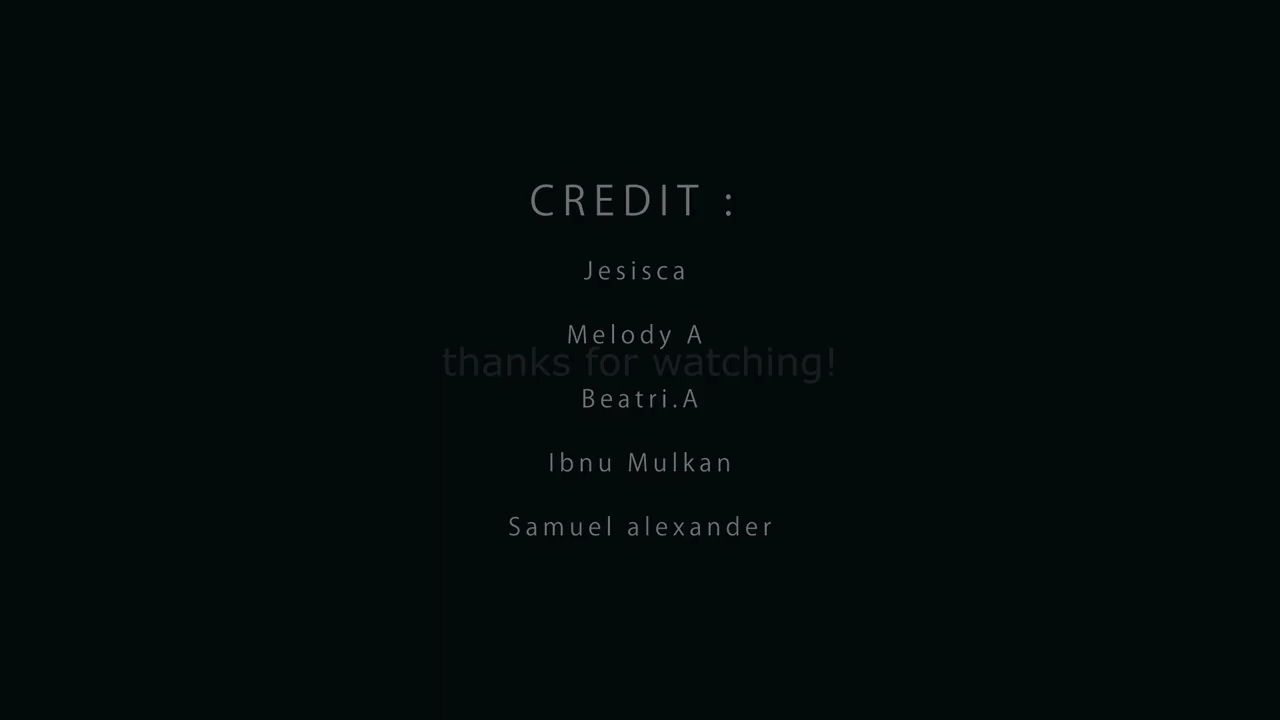 CREDIT :
Jesisca
Melody A
thanks for watching!
Beatri.A
Ibnu Mulkan
Samuel alexander